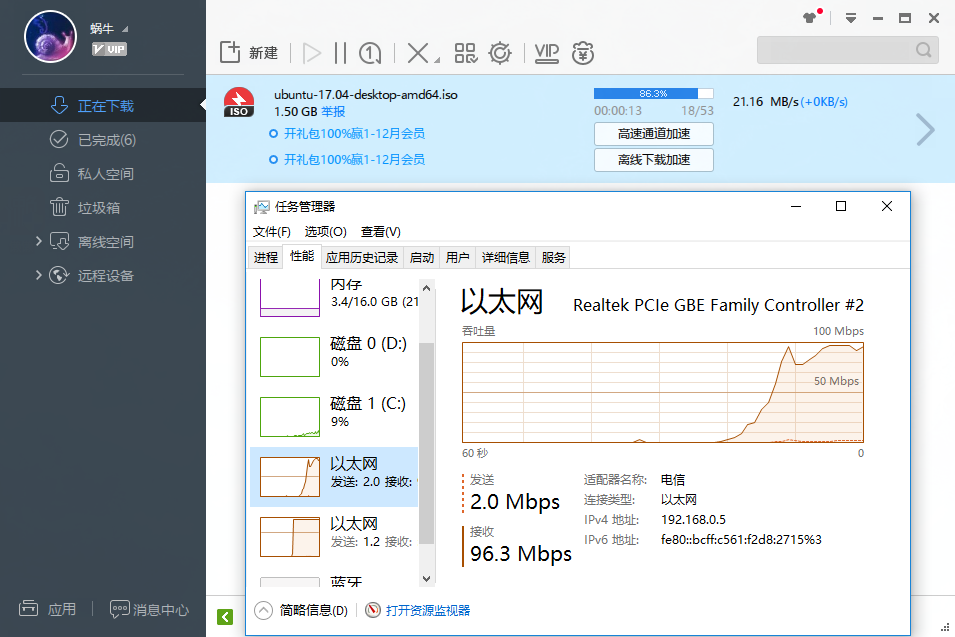 蜗牛
VIP
正在下载
已完成(6)
私人空间
垃圾箱
离线空间
远程设备
应用
消息中心
新建
VIP
ISO
ubuntu-17.04-desktop-amd64.iso
1.50 GB 举报
开礼包100%赢1-12月会员
开礼包100%赢1-12月会员
86.3%
00:00:13 18/53
高速通道加速
离线下载加速
21.16 MB/s(+0KB/s)
任务管理器
文件(F) 选项(O) 查看(V)
进程 性能 应用历史记录 启动 用户 详细信息 服务
内存
3.4/16.0 GB (21
磁盘 0 (D:)
0%
磁盘 1 (C:)
9%
以太网
发送: 2.0 接收:
以太网
发送: 1.2 接收:
蓝牙
以太网 Realtek PCIe GBE Family Controller #2
吞吐量 100 Mbps
50 Mbps
60 秒 0
发送
2.0 Mbps
接收
96.3 Mbps
适配器名称: 电信
连接类型: 以太网
IPv4 地址: 192.168.0.5
IPv6 地址: fe80::bcff:c561:f2d8:2715%3
简略信息(D) 打开资源监视器